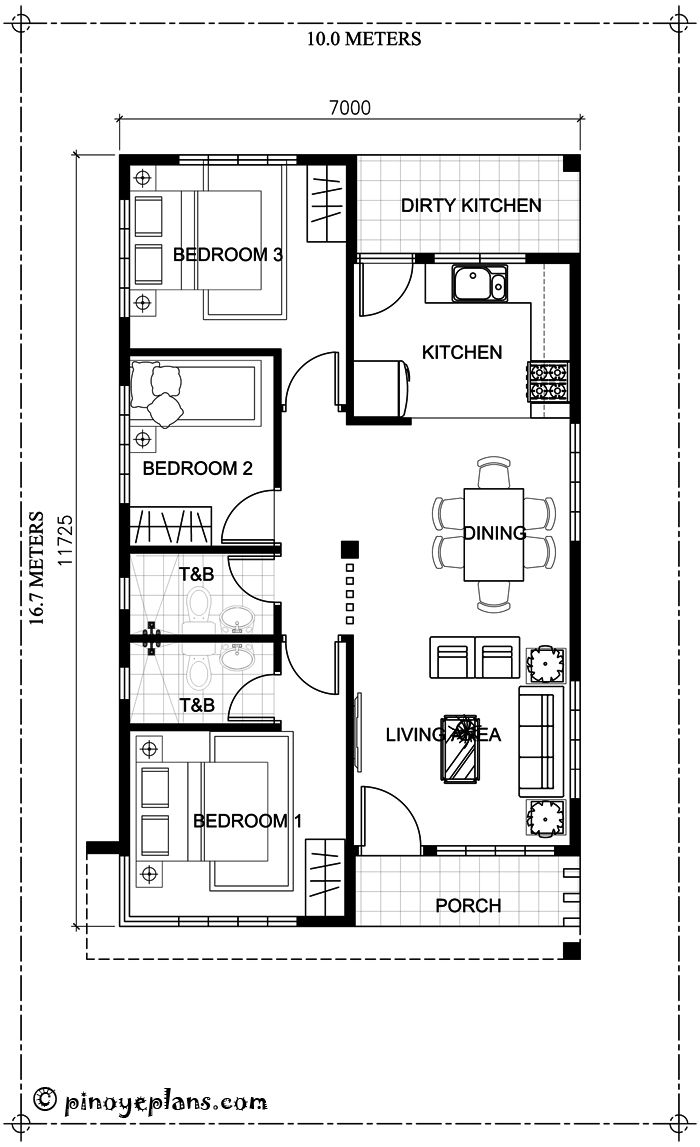 10.0 METERS
7000
DIRTY KITCHEN
BEDROOM 3
KITCHEN
BEDROOM 2
16.7 METERS
11725
DINING
T&B
T&B
LIVING AREA
BEDROOM 1
PORCH
© pinoyeplans.com